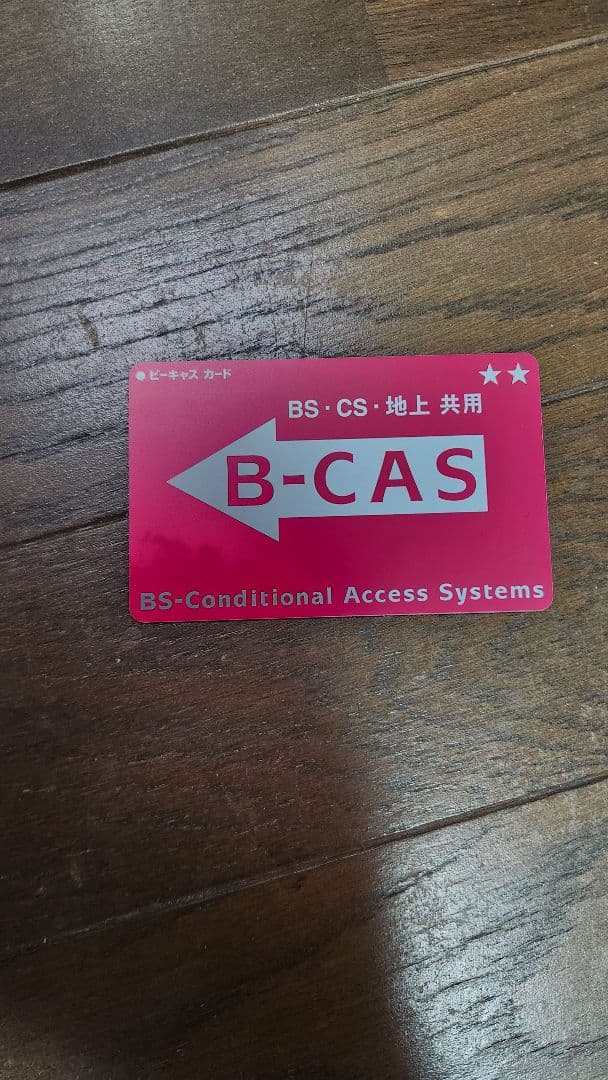 ●ビーキャス カード
★★
BS・CS・地上 共用
B-CAS
BS-Conditional Access Systems